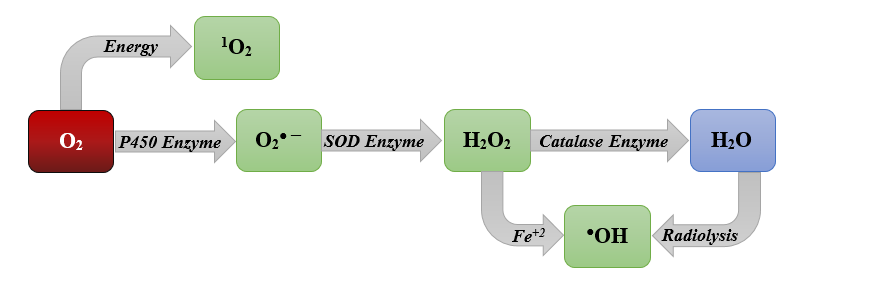 Energy
¹O₂
O₂
P450 Enzyme
O₂•−
SOD Enzyme
H₂O₂
Catalase Enzyme
H₂O
Fe⁺²
•OH
Radiolysis